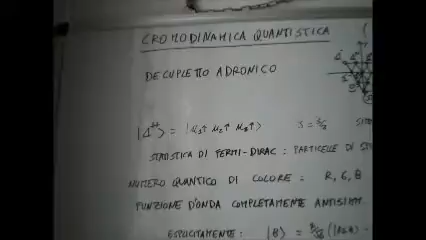 CROMODINAMICA QUANTISTICA
DECUPLETTO ADRONICO
|Δ⁺⁺⟩ = |u₁↑ u₂↑ u₃↑⟩ S = 3/2
STATISTICA DI FERMI-DIRAC : PARTICELLE DI
NUMERO QUANTICO DI COLORE : R, G, B
FUNZIONE D'ONDA COMPLETAMENTE ANTISIMM.
ESPLICITAMENTE : |B⟩ =